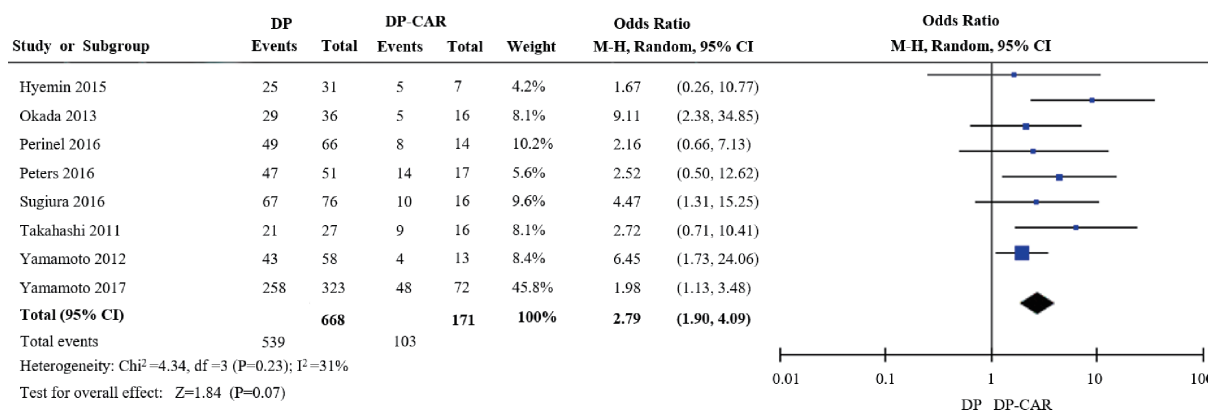 DP DP-CAR Odds Ratio Odds Ratio
Study or Subgroup Events Total Events Total Weight M-H, Random, 95% CI M-H, Random, 95% CI
Hyemin 2015 25 31 5 7 4.2% 1.67 (0.26, 10.77)
Okada 2013 29 36 5 16 8.1% 9.11 (2.38, 34.85)
Perinel 2016 49 66 8 14 10.2% 2.16 (0.66, 7.13)
Peters 2016 47 51 14 17 5.6% 2.52 (0.50, 12.62)
Sugiura 2016 67 76 10 16 9.6% 4.47 (1.31, 15.25)
Takahashi 2011 21 27 9 16 8.1% 2.72 (0.71, 10.41)
Yamamoto 2012 43 58 4 13 8.4% 6.45 (1.73, 24.06)
Yamamoto 2017 258 323 48 72 45.8% 1.98 (1.13, 3.48)
Total (95% CI) 668 171 100% 2.79 (1.90, 4.09)
Total events 539 103
Heterogeneity: Chi² =4.34, df =3 (P=0.23); I² =31%
Test for overall effect: Z=1.84 (P=0.07)
0.01 0.1 1 10 100
DP DP-CAR